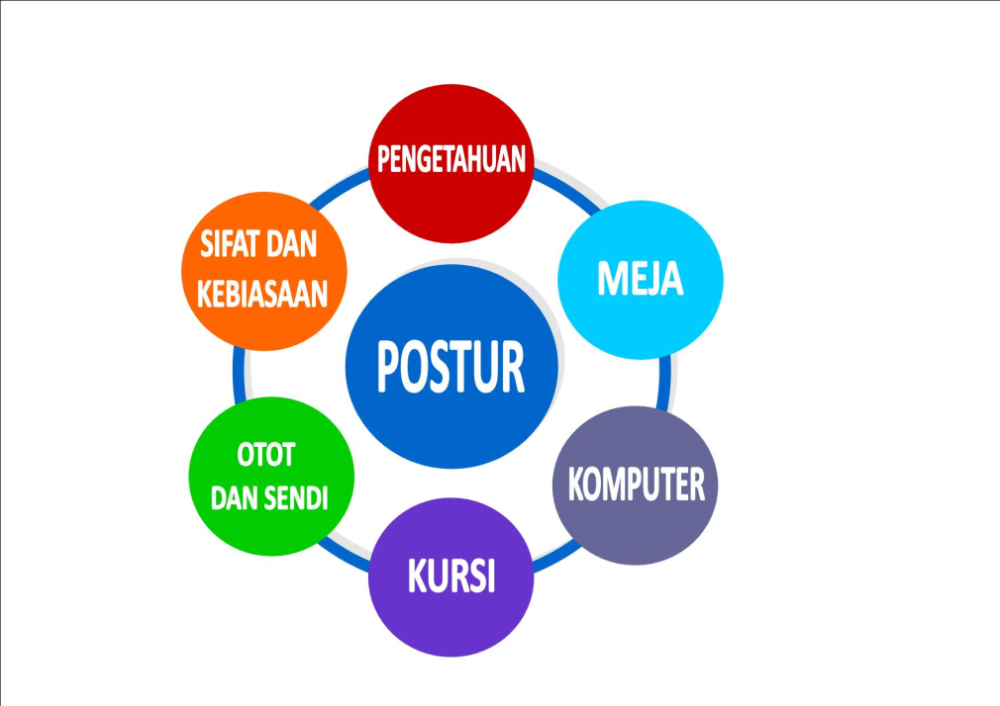 PENGETAHUAN
MEJA
KOMPUTER
KURSI
OTOT
DAN SENDI
SIFAT DAN
KEBIASAAN
POSTUR